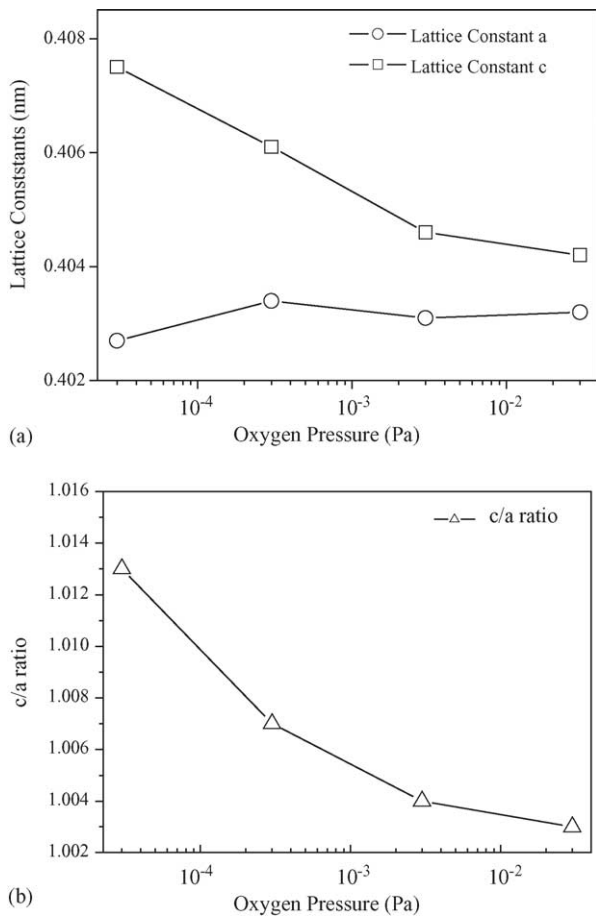 0.408
0.406
0.404
0.402
Lattice Conststants (nm)
Lattice Constant a
Lattice Constant c
10⁻⁴
10⁻³
10⁻²
(a)
Oxygen Pressure (Pa)
1.016
1.014
1.012
1.010
1.008
1.006
1.004
1.002
c/a ratio
c/a ratio
10⁻⁴
10⁻³
10⁻²
(b)
Oxygen Pressure (Pa)